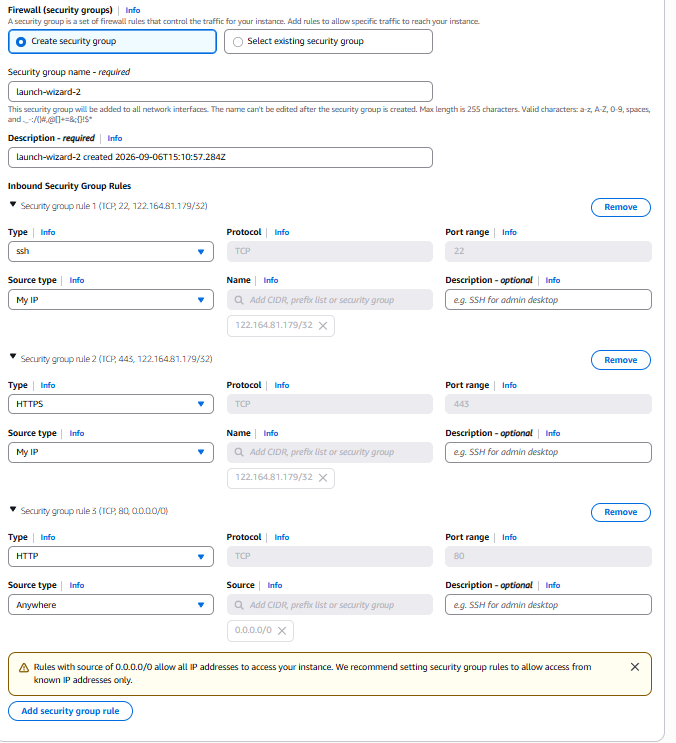 Firewall (security groups) Info
A security group is a set of firewall rules that control the traffic for your instance. Add rules to allow specific traffic to reach your instance.
Create security group
Select existing security group
Security group name - required
launch-wizard-2
This security group will be added to all network interfaces. The name can't be edited after the security group is created. Max length is 255 characters. Valid characters: a-z, A-Z, 0-9, spaces,
and ._-:/()#,@[]+=&;{}!$*
Description - required Info
launch-wizard-2 created 2026-09-06T15:10:57.284Z
Inbound Security Group Rules
Security group rule 1 (TCP, 22, 122.164.81.179/32)
Remove
Type Info Protocol Info Port range Info
ssh TCP 22
Source type Info Name Info Description - optional Info
My IP Add CIDR, prefix list or security group e.g. SSH for admin desktop
122.164.81.179/32
Security group rule 2 (TCP, 443, 122.164.81.179/32)
Remove
Type Info Protocol Info Port range Info
HTTPS TCP 443
Source type Info Name Info Description - optional Info
My IP Add CIDR, prefix list or security group e.g. SSH for admin desktop
122.164.81.179/32
Security group rule 3 (TCP, 80, 0.0.0.0/0)
Remove
Type Info Protocol Info Port range Info
HTTP TCP 80
Source type Info Source Info Description - optional Info
Anywhere Add CIDR, prefix list or security group e.g. SSH for admin desktop
0.0.0.0/0
Rules with source of 0.0.0.0/0 allow all IP addresses to access your instance. We recommend setting security group rules to allow access from
known IP addresses only.
Add security group rule